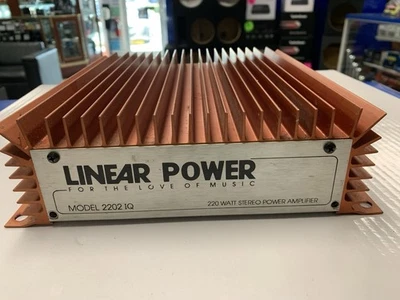 LINEAR POWER
FOR THE LOVE OF MUSIC
MODEL 2202 IQ
220 WATT STEREO POWER AMPLIFIER